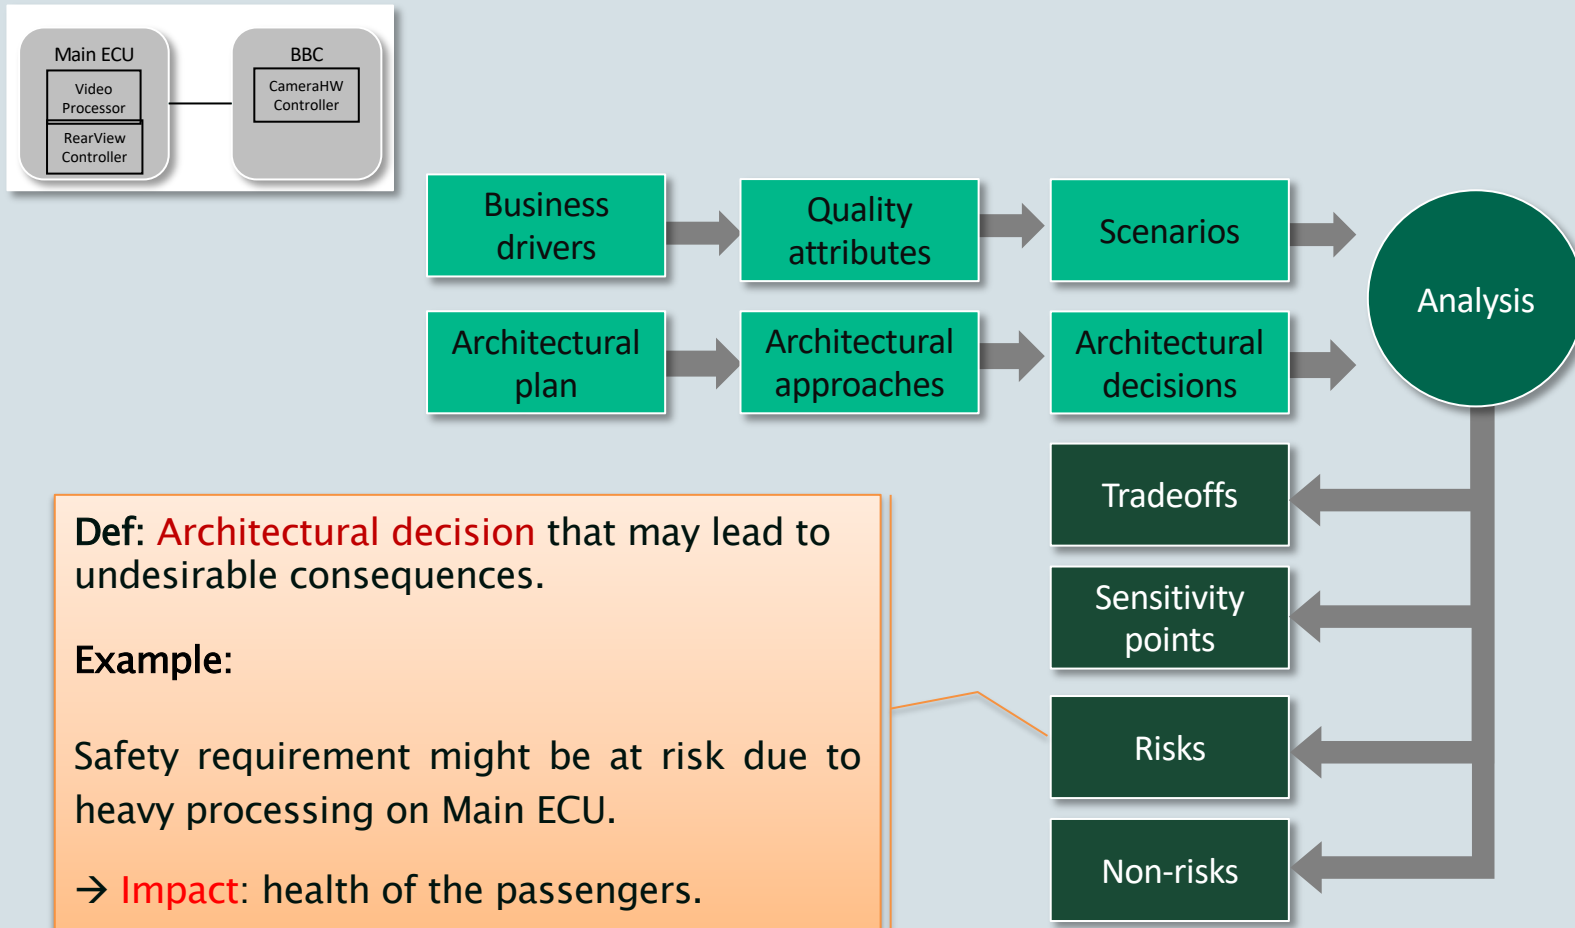 Main ECU
Video
Processor
RearView
Controller
BBC
CameraHW
Controller
Business
drivers
Quality
attributes
Scenarios
Analysis
Architectural
plan
Architectural
approaches
Architectural
decisions
Tradeoffs
Sensitivity
points
Risks
Non-risks
Def: Architectural decision that may lead to
undesirable consequences.
Example:
Safety requirement might be at risk due to
heavy processing on Main ECU.
→ Impact: health of the passengers.